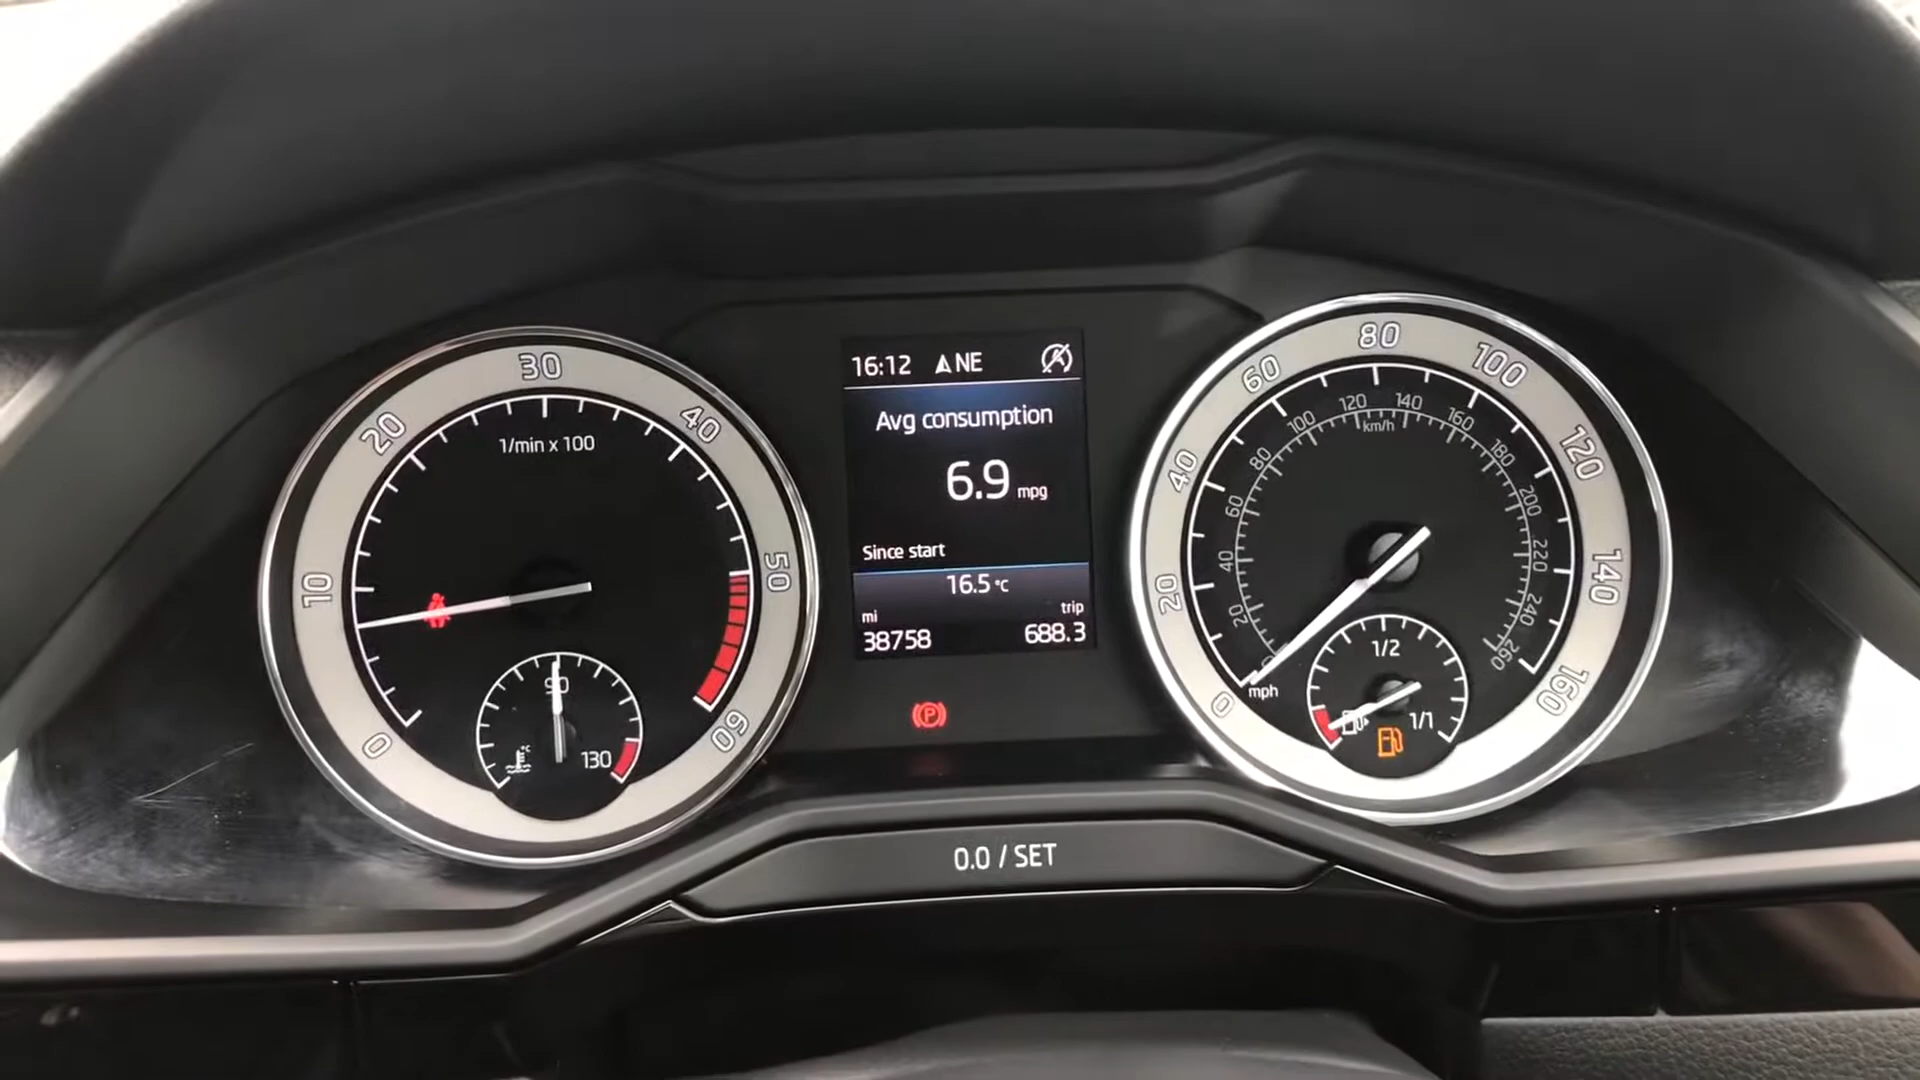 16:12 NE
Avg consumption
6.9 mpg
Since start
16.5 °C
mi
trip
38758
688.3
0
10
20
30
40
50
60
1/min x 100
90
130
°C
0
20
40
60
80
100
120
140
160
mph
20
40
60
80
100
120
140
160
180
200
220
240
260
km/h
1/2
1/1
P
0.0 / SET